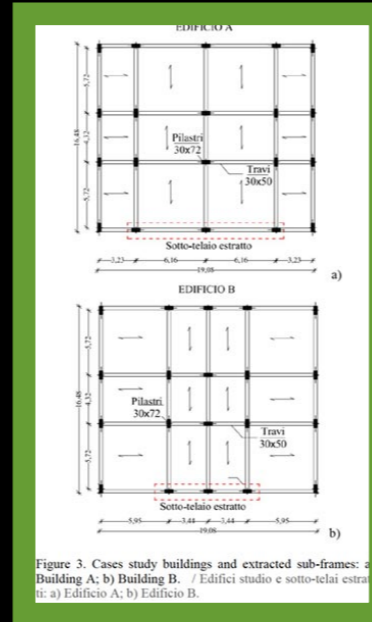 EDIFICIO A
5,72
4,32
5,72
16,48
Pilastri
30x72
Travi
30x50
Sotto-telaio estratto
3,23
6,16
6,16
3,23
19,08
a)
EDIFICIO B
5,72
4,32
5,72
16,48
Pilastri
30x72
Travi
30x50
Sotto-telaio estratto
5,95
3,44
3,44
5,95
19,08
b)
Figure 3. Cases study buildings and extracted sub-frames: a
Building A; b) Building B. / Edifici studio e sotto-telai estrat
ti: a) Edificio A; b) Edificio B.